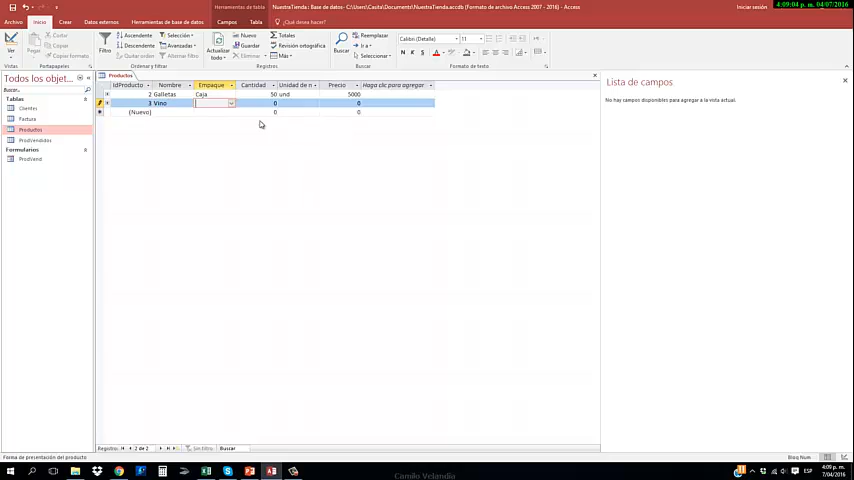 Herramientas de tabla
NuestraTienda : Base de datos- C:\Users\Casita\Documents\NuestraTienda.accdb (Formato de archivo Access 2007 - 2016) - Access
Iniciar sesión
4:09:04 p. m. 04/07/2016
Archivo
Inicio
Crear
Datos externos
Herramientas de base de datos
Campos
Tabla
¿Qué desea hacer?
Ver
Vistas
Pegar
Cortar
Copiar
Copiar formato
Portapapeles
Filtro
Ascendente
Descendente
Quitar orden
Selección
Avanzadas
Alternar filtro
Ordenar y filtrar
Actualizar todo
Nuevo
Guardar
Eliminar
Totales
Revisión ortográfica
Más
Registros
Buscar
Reemplazar
Ir a
Seleccionar
Buscar
Calibri (Detalle)
11
N K S
Formato de texto
Todos los objet...
Buscar...
Tablas
Clientes
Factura
Productos
ProdVendidos
Formularios
ProdVend
Productos
IdProducto Nombre Empaque Cantidad Unidad de n Precio Haga clic para agregar
2 Galletas Caja 50 und 5000
3 Vino 0 0
(Nuevo) 0 0
Lista de campos
No hay campos disponibles para agregar a la vista actual.
Registro: 2 de 2 Sin filtro Buscar
Forma de presentación del producto
Bloq Num
Camilo Velandia
ESP
4:09 p.m.
7/04/2016